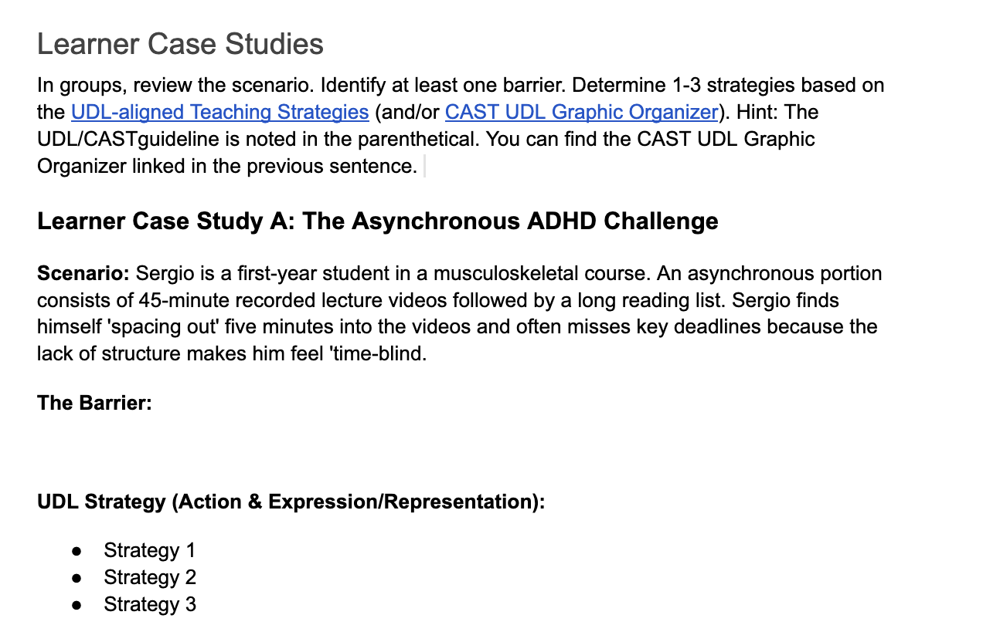 Learner Case Studies
In groups, review the scenario. Identify at least one barrier. Determine 1-3 strategies based on
the UDL-aligned Teaching Strategies (and/or CAST UDL Graphic Organizer). Hint: The
UDL/CASTguideline is noted in the parenthetical. You can find the CAST UDL Graphic
Organizer linked in the previous sentence.
Learner Case Study A: The Asynchronous ADHD Challenge
Scenario: Sergio is a first-year student in a musculoskeletal course. An asynchronous portion
consists of 45-minute recorded lecture videos followed by a long reading list. Sergio finds
himself 'spacing out' five minutes into the videos and often misses key deadlines because the
lack of structure makes him feel 'time-blind.
The Barrier:
UDL Strategy (Action & Expression/Representation):
● Strategy 1
● Strategy 2
● Strategy 3